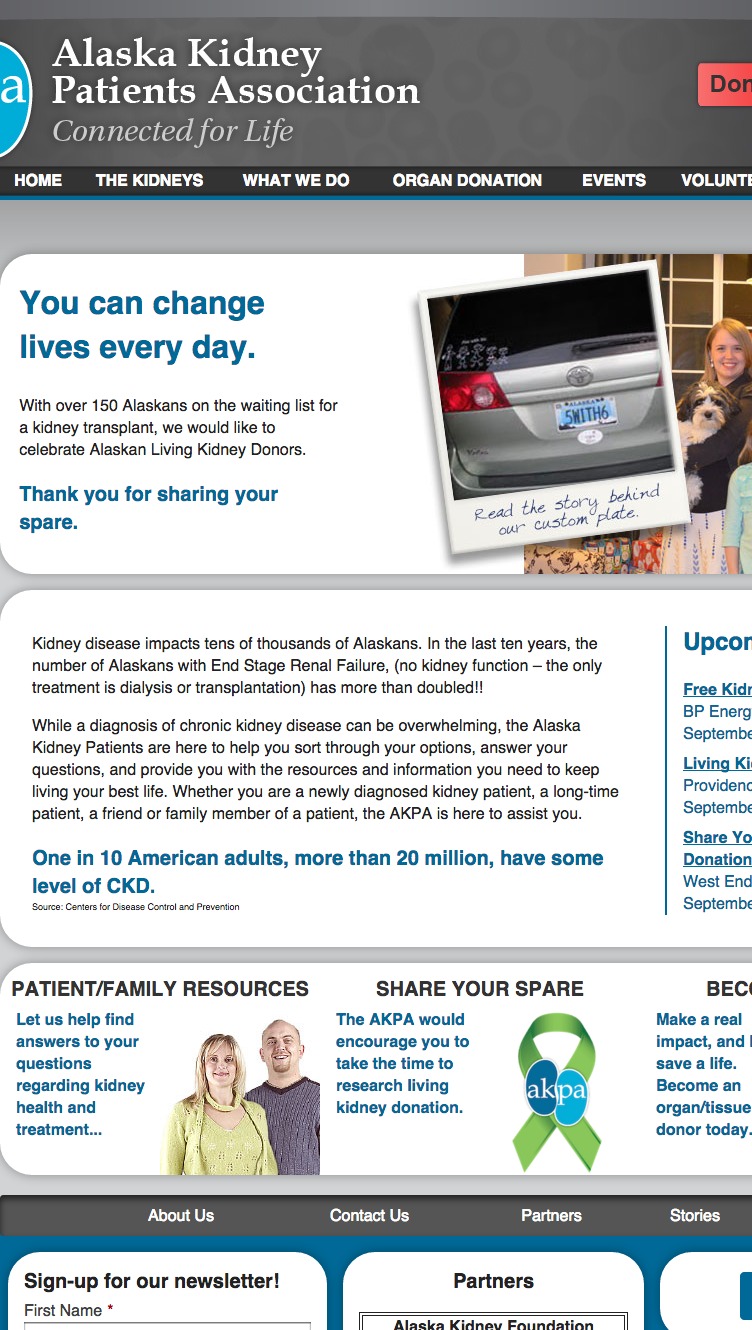 a
Alaska Kidney
Patients Association
Connected for Life
Don
HOME THE KIDNEYS WHAT WE DO ORGAN DONATION EVENTS VOLUNTE
You can change
lives every day.
With over 150 Alaskans on the waiting list for
a kidney transplant, we would like to
celebrate Alaskan Living Kidney Donors.
Thank you for sharing your
spare.
ALASKA
5WITH6
Read the story behind
our custom plate.
Kidney disease impacts tens of thousands of Alaskans. In the last ten years, the
number of Alaskans with End Stage Renal Failure, (no kidney function – the only
treatment is dialysis or transplantation) has more than doubled!!
While a diagnosis of chronic kidney disease can be overwhelming, the Alaska
Kidney Patients are here to help you sort through your options, answer your
questions, and provide you with the resources and information you need to keep
living your best life. Whether you are a newly diagnosed kidney patient, a long-time
patient, a friend or family member of a patient, the AKPA is here to assist you.
One in 10 American adults, more than 20 million, have some
level of CKD.
Source: Centers for Disease Control and Prevention
Upcon
Free Kidn
BP Energ
Septembe
Living Ki
Providenc
Septembe
Share Yo
Donation
West End
Septembe
PATIENT/FAMILY RESOURCES
Let us help find
answers to your
questions
regarding kidney
health and
treatment...
SHARE YOUR SPARE
The AKPA would
encourage you to
take the time to
research living
kidney donation.
akpa
BECO
Make a real
impact, and
save a life.
Become an
organ/tissue
donor today.
About Us Contact Us Partners Stories
Sign-up for our newsletter!
First Name *
Partners
Alaska Kidney Foundation